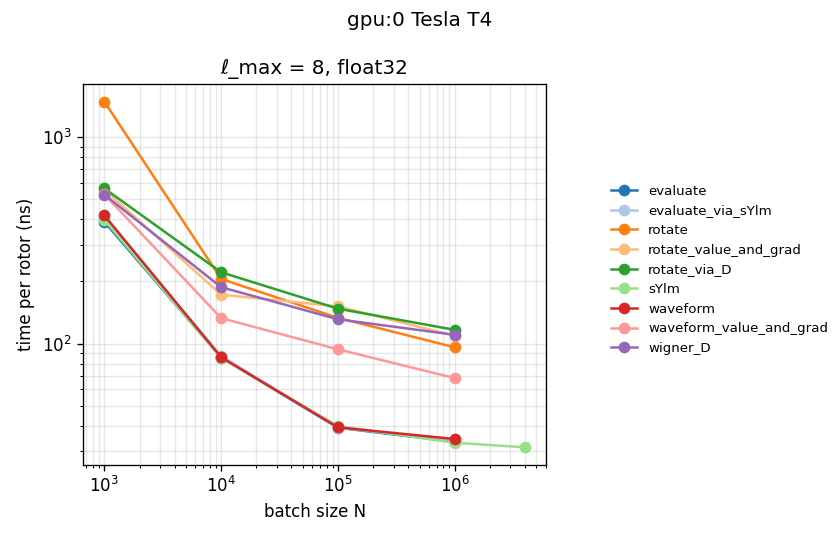 gpu:0 Tesla T4
ℓ_max = 8, float32
time per rotor (ns)
10³
10²
10³
10⁴
10⁵
10⁶
batch size N
evaluate
evaluate_via_sYlm
rotate
rotate_value_and_grad
rotate_via_D
sYlm
waveform
waveform_value_and_grad
wigner_D